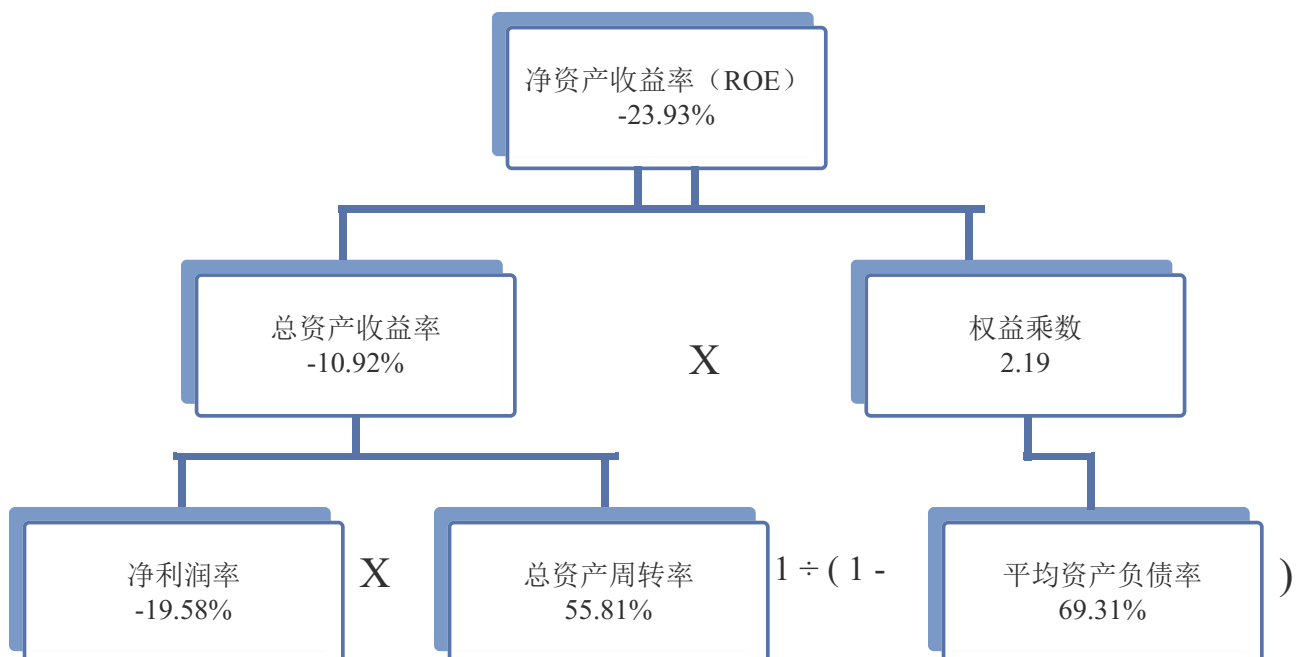 净资产收益率（ROE）
-23.93%
总资产收益率
-10.92%
X
权益乘数
2.19
净利润率
-19.58%
X
总资产周转率
55.81%
1 ÷ ( 1 -
平均资产负债率
69.31%
)